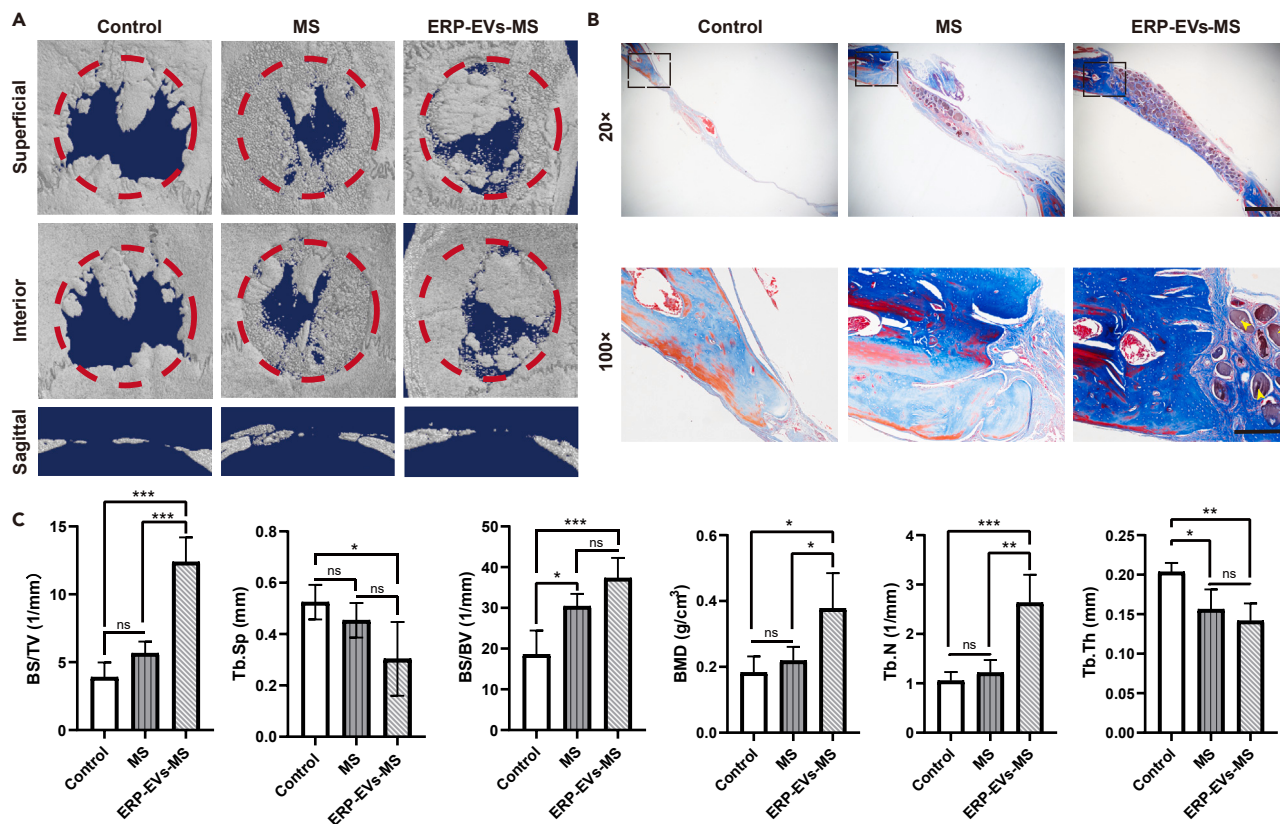 A
Control
MS
ERP-EVs-MS
Superficial
Interior
Sagittal
B
Control
MS
ERP-EVs-MS
20×
100×
C
BS/TV (1/mm)
15
10
5
0
***
***
ns
Control
MS
ERP-EVs-MS
Tb.Sp (mm)
0.8
0.6
0.4
0.2
0.0
*
ns
ns
Control
MS
ERP-EVs-MS
BS/BV (1/mm)
50
40
30
20
10
0
***
ns
*
Control
MS
ERP-EVs-MS
BMD (g/cm³)
0.6
0.4
0.2
0.0
*
*
ns
Control
MS
ERP-EVs-MS
Tb.N (1/mm)
4
3
2
1
0
***
**
ns
Control
MS
ERP-EVs-MS
Tb.Th (mm)
0.25
0.20
0.15
0.10
0.05
0.00
**
*
ns
Control
MS
ERP-EVs-MS